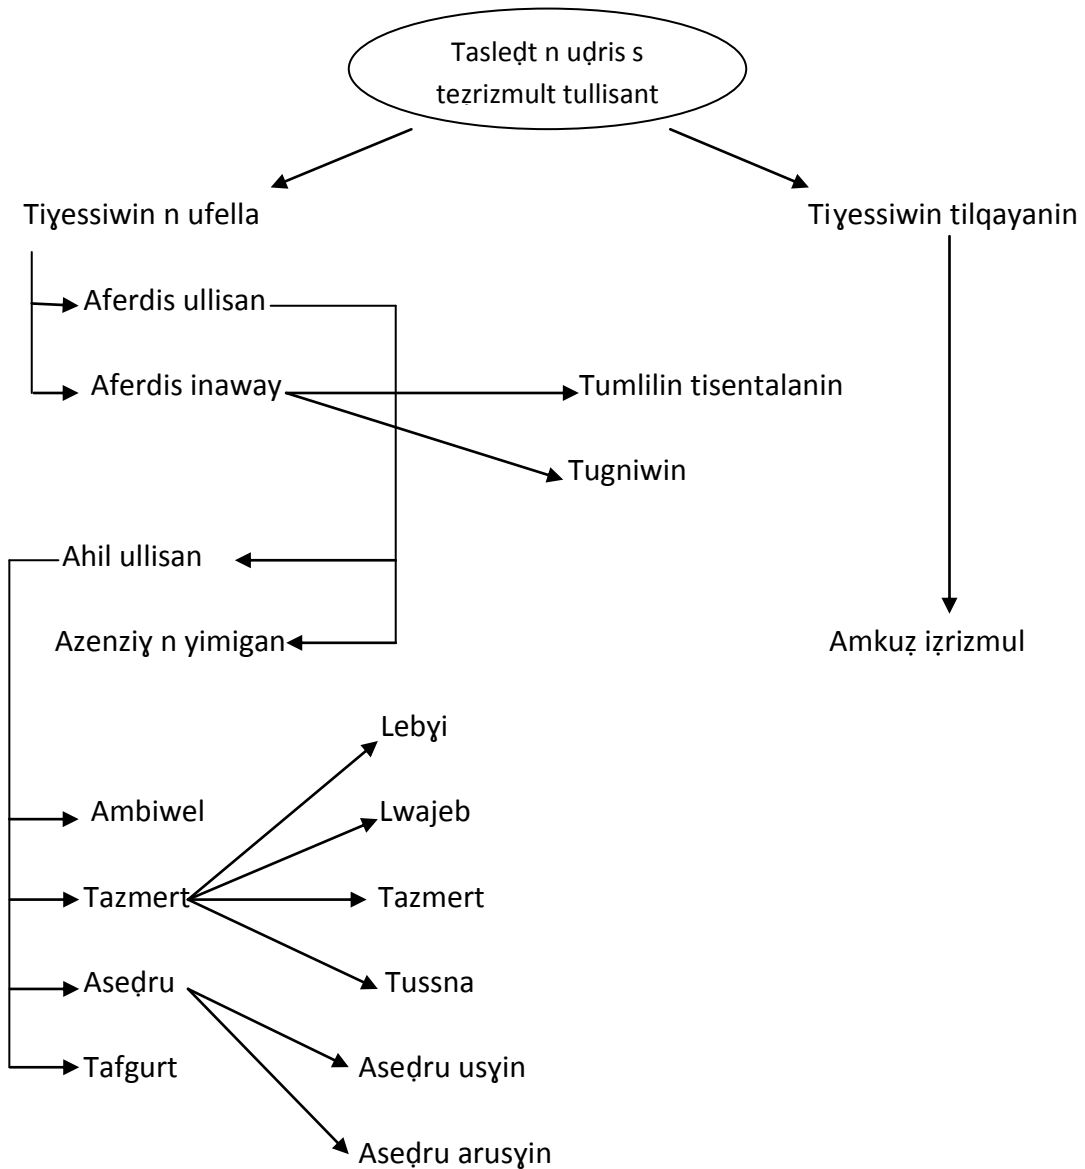 Tasleḍt n uḍris s
teẓrizmult tullisant
Tiɣessiwin n ufella
Tiɣessiwin tilqayanin
Aferdis ullisan
Aferdis inaway
Tumlilin tisentalanin
Tugniwin
Ahil ullisan
Azenziɣ n yimigan
Amkuẓ iẓrizmul
Lebɣi
Ambiwel
Lwajeb
Tazmert
Tazmert
Aseḍru
Tussna
Tafgurt
Aseḍru usɣin
Aseḍru arusɣin